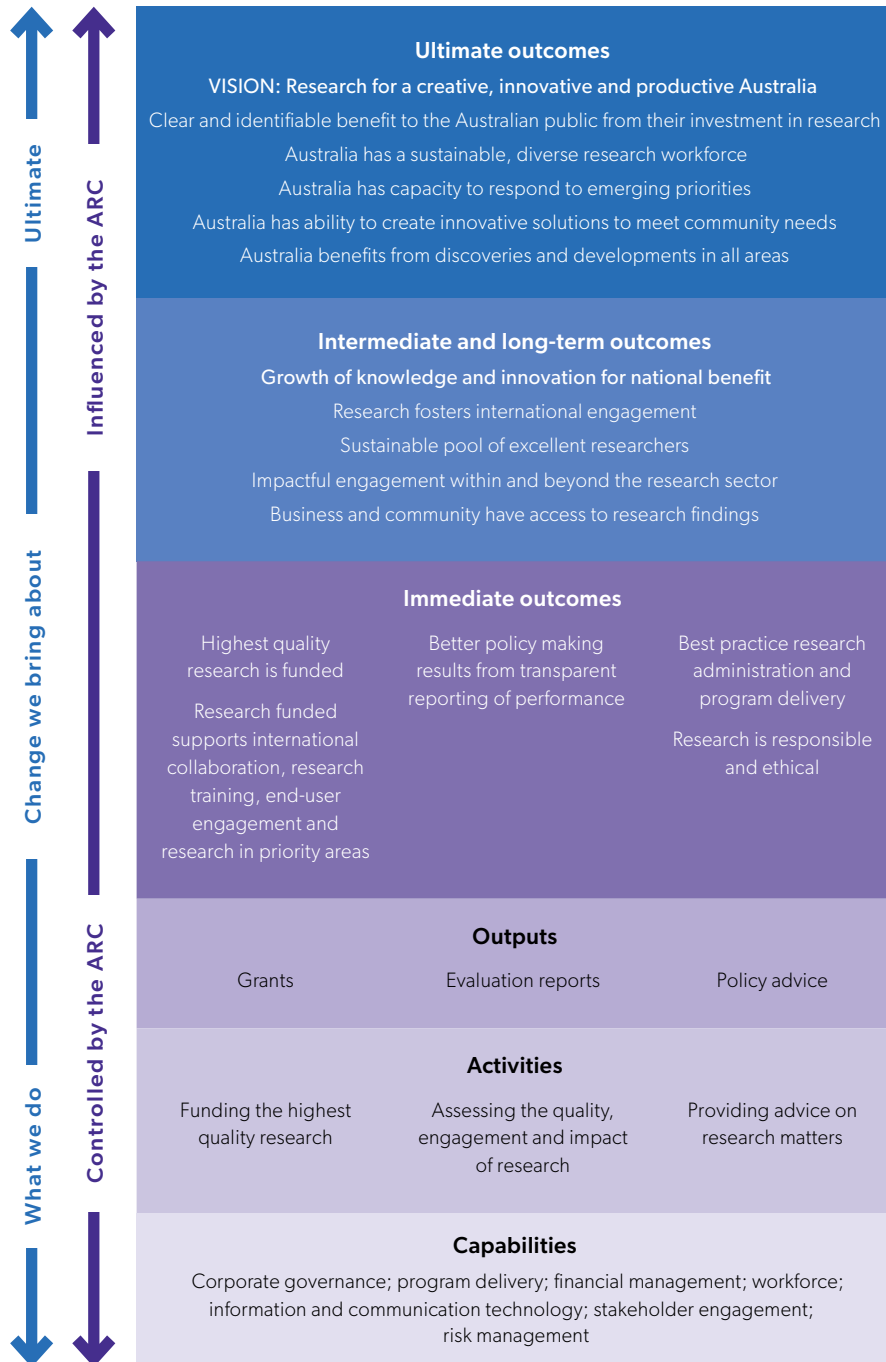 Ultimate
Change we bring about
What we do
Influenced by the ARC
Controlled by the ARC
Ultimate outcomes
VISION: Research for a creative, innovative and productive Australia
Clear and identifiable benefit to the Australian public from their investment in research
Australia has a sustainable, diverse research workforce
Australia has capacity to respond to emerging priorities
Australia has ability to create innovative solutions to meet community needs
Australia benefits from discoveries and developments in all areas
Intermediate and long-term outcomes
Growth of knowledge and innovation for national benefit
Research fosters international engagement
Sustainable pool of excellent researchers
Impactful engagement within and beyond the research sector
Business and community have access to research findings
Immediate outcomes
Highest quality
research is funded
Research funded
supports international
collaboration, research
training, end-user
engagement and
research in priority areas
Better policy making
results from transparent
reporting of performance
Best practice research
administration and
program delivery
Research is responsible
and ethical
Outputs
Grants
Evaluation reports
Policy advice
Activities
Funding the highest
quality research
Assessing the quality,
engagement and impact
of research
Providing advice on
research matters
Capabilities
Corporate governance; program delivery; financial management; workforce;
information and communication technology; stakeholder engagement;
risk management